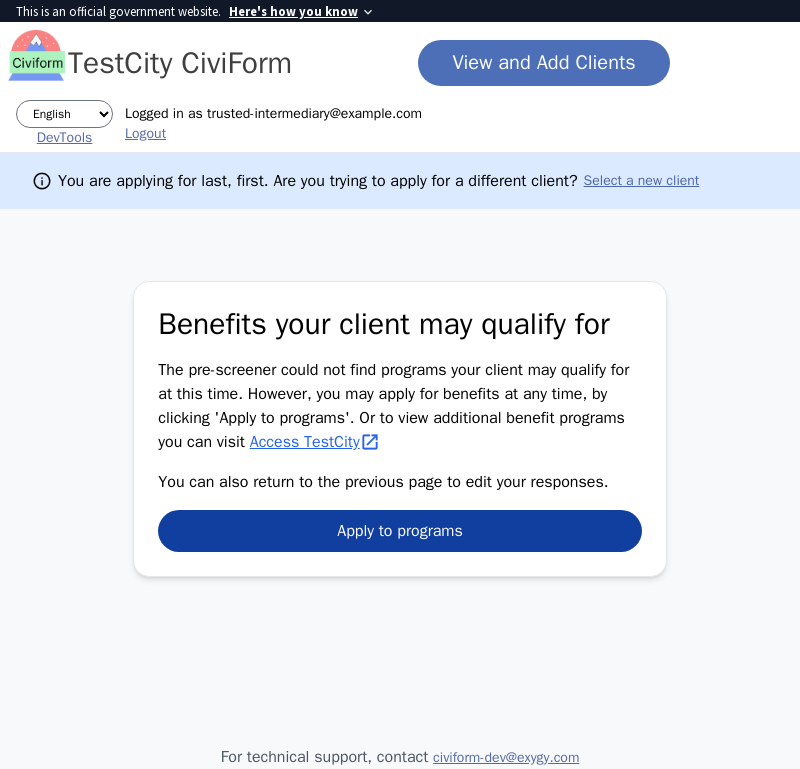 This is an official government website. Here's how you know
Civiform
TestCity CiviForm
View and Add Clients
English
Logged in as trusted-intermediary@example.com
DevTools
Logout
You are applying for last, first. Are you trying to apply for a different client? Select a new client
Benefits your client may qualify for
The pre-screener could not find programs your client may qualify for
at this time. However, you may apply for benefits at any time, by
clicking 'Apply to programs'. Or to view additional benefit programs
you can visit Access TestCity
You can also return to the previous page to edit your responses.
Apply to programs
For technical support, contact civiform-dev@exygy.com